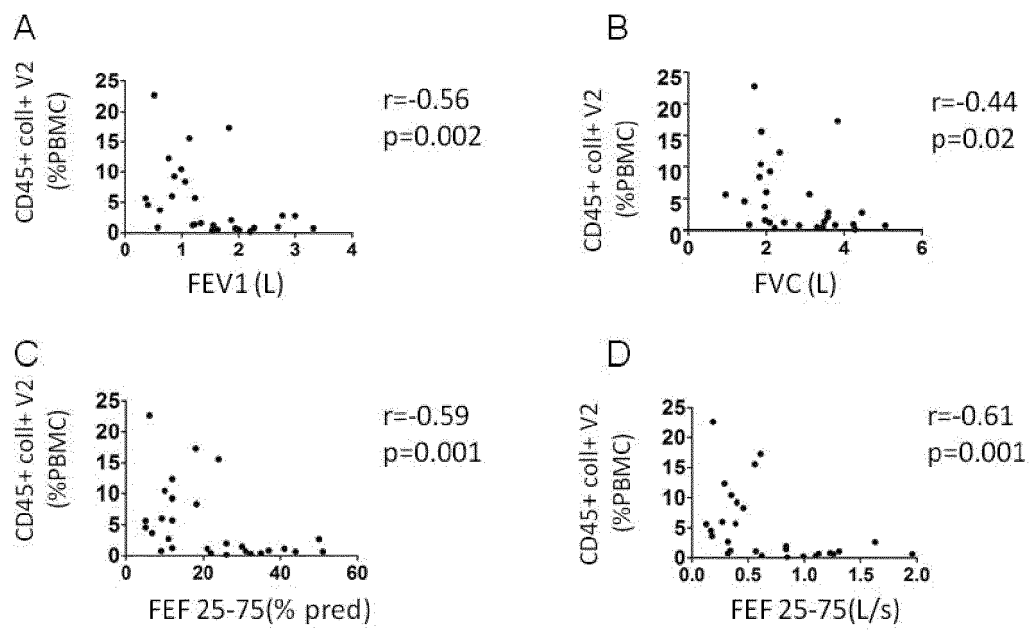 A
CD45+ coll+ V2
(%PBMC)
25
20
15
10
5
0
0 1 2 3 4
FEV1 (L)
r=-0.56
p=0.002
B
CD45+ coll+ V2
(%PBMC)
25
20
15
10
5
0
0 2 4 6
FVC (L)
r=-0.44
p=0.02
C
CD45+ coll+ V2
(%PBMC)
25
20
15
10
5
0
0 20 40 60
FEF 25-75(% pred)
r=-0.59
p=0.001
D
CD45+ coll+ V2
(%PBMC)
25
20
15
10
5
0
0.0 0.5 1.0 1.5 2.0
FEF 25-75(L/s)
r=-0.61
p=0.001